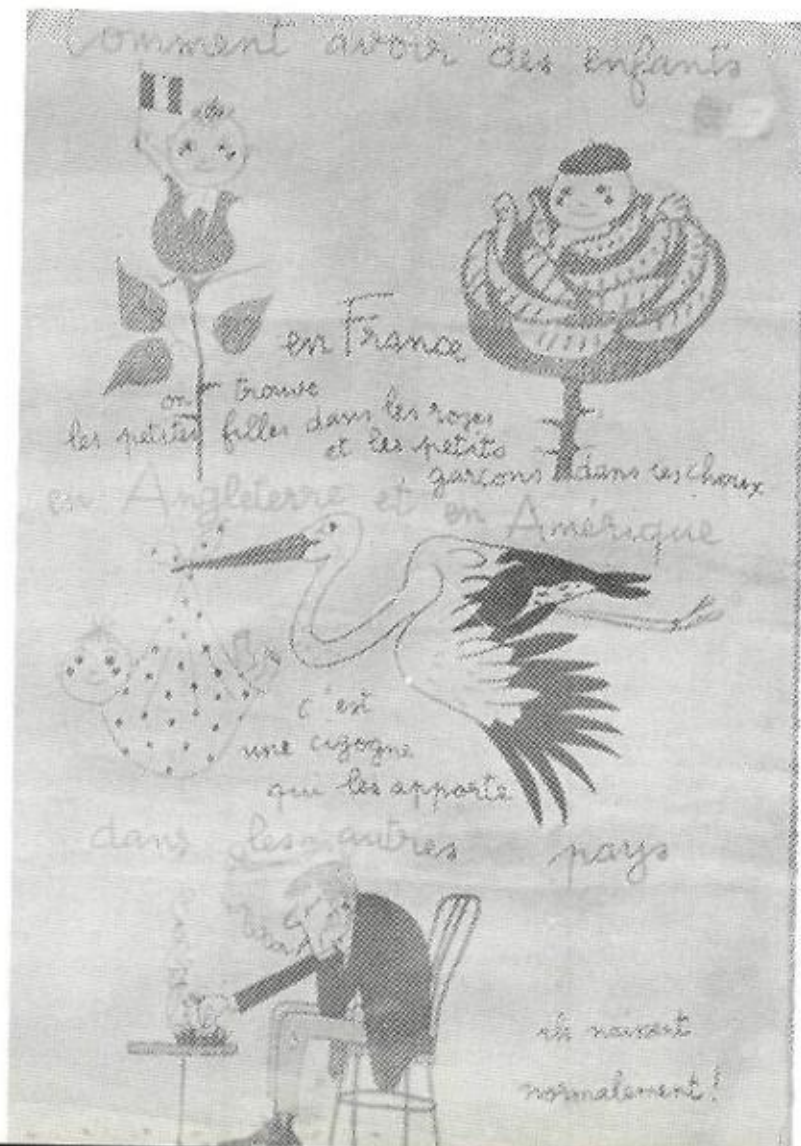 Comment avoir des enfants
en France
on trouve
les petites filles dans les roses
et les petits
garçons dans les choux
en Angleterre et en Amérique
c'est
une cigogne
qui les apporte
dans les autres pays
ils naissent
normalement!